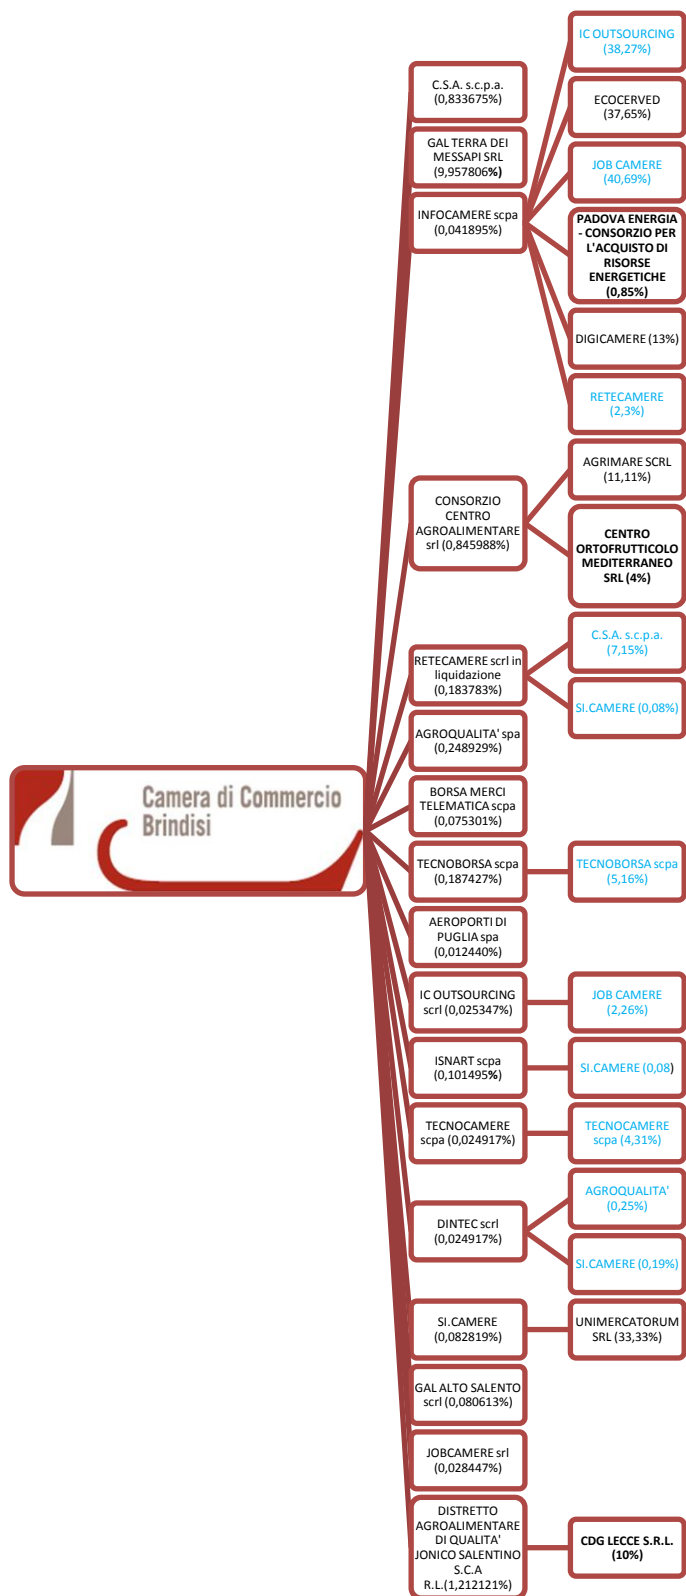 Camera di Commercio
Brindisi
C.S.A. s.c.p.a.
(0,833675%)
GAL TERRA DEI
MESSAPI SRL
(9,957806%)
INFOCAMERE scpa
(0,041895%)
IC OUTSOURCING
(38,27%)
ECOCERVED
(37,65%)
JOB CAMERE
(40,69%)
PADOVA ENERGIA
- CONSORZIO PER
L'ACQUISTO DI
RISORSE
ENERGETICHE
(0,85%)
DIGICAMERE (13%)
RETECAMERE
(2,3%)
CONSORZIO
CENTRO
AGROALIMENTARE
srl (0,845988%)
AGRIMARE SCRL
(11,11%)
CENTRO
ORTOFRUTTICOLO
MEDITERRANEO
SRL (4%)
RETECAMERE scrl in
liquidazione
(0,183783%)
C.S.A. s.c.p.a.
(7,15%)
SI.CAMERE (0,08%)
AGROQUALITA' spa
(0,248929%)
BORSA MERCI
TELEMATICA scpa
(0,075301%)
TECNOBORSA scpa
(0,187427%)
TECNOBORSA scpa
(5,16%)
AEROPORTI DI
PUGLIA spa
(0,012440%)
IC OUTSOURCING
scrl (0,025347%)
JOB CAMERE
(2,26%)
ISNART scpa
(0,101495%)
SI.CAMERE (0,08)
TECNOCAMERE
scpa (0,024917%)
TECNOCAMERE
scpa (4,31%)
DINTEC scrl
(0,024917%)
AGROQUALITA'
(0,25%)
SI.CAMERE (0,19%)
SI.CAMERE
(0,082819%)
UNIMERCATORUM
SRL (33,33%)
GAL ALTO SALENTO
scrl (0,080613%)
JOBCAMERE srl
(0,028447%)
DISTRETTO
AGROALIMENTARE
DI QUALITA'
JONICO SALENTINO
S.C.A
R.L.(1,212121%)
CDG LECCE S.R.L.
(10%)